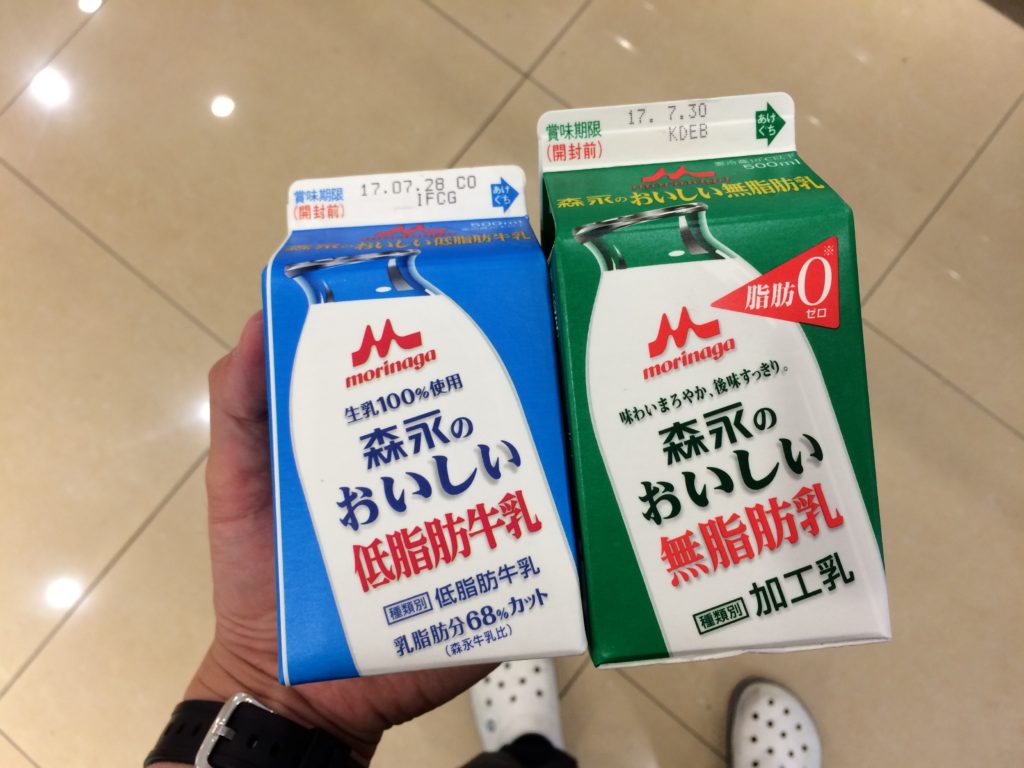 賞味期限
(開封前)
17.07.28 CO
IFCG
あけ
ぐち
500ml
森永のおいしい低脂肪牛乳
morinaga
生乳100%使用
森永の
おいしい
低脂肪牛乳
種類別 低脂肪牛乳
乳脂肪分68%カット
(森永牛乳比)
賞味期限
(開封前)
17. 7.30
KDEB
あけ
ぐち
500ml
morinaga
森永のおいしい無脂肪乳
脂肪0※
ゼロ
morinaga
味わいまろやか、後味すっきり。
森永の
おいしい
無脂肪乳
種類別 加工乳